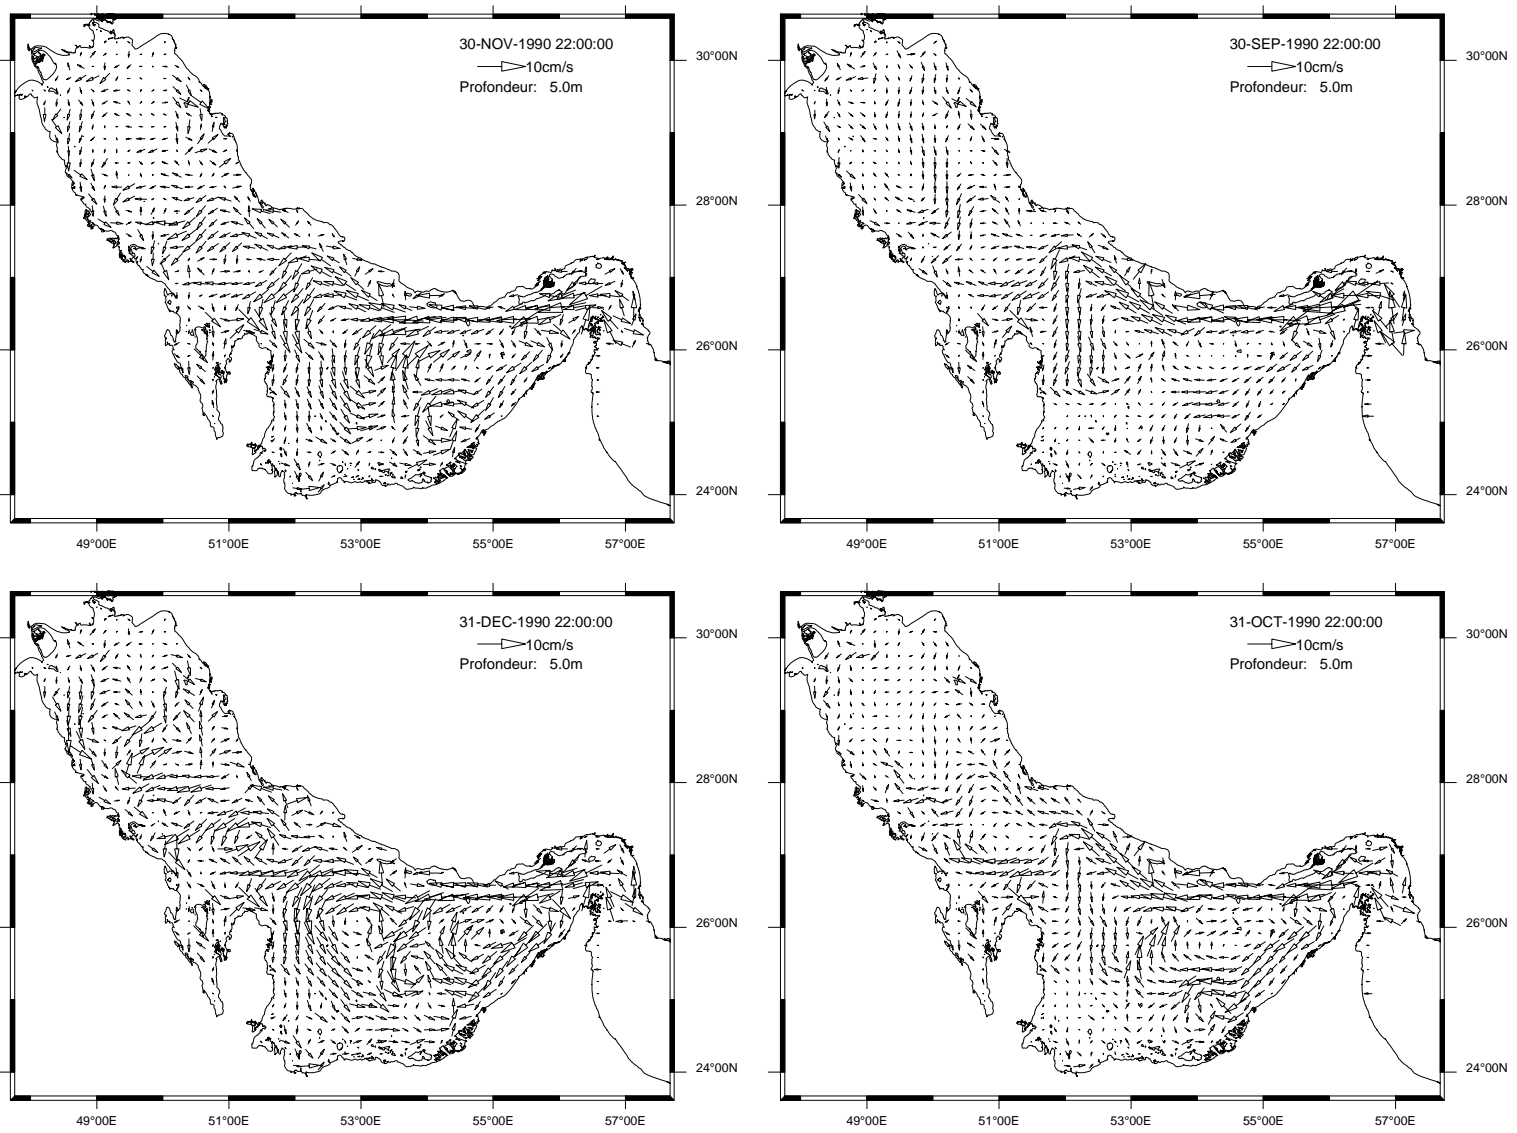 30-NOV-1990 22:00:00
10cm/s
Profondeur: 5.0m
30°00N
28°00N
26°00N
24°00N
49°00E 51°00E 53°00E 55°00E 57°00E
30-SEP-1990 22:00:00
10cm/s
Profondeur: 5.0m
30°00N
28°00N
26°00N
24°00N
49°00E 51°00E 53°00E 55°00E 57°00E
31-DEC-1990 22:00:00
10cm/s
Profondeur: 5.0m
30°00N
28°00N
26°00N
24°00N
49°00E 51°00E 53°00E 55°00E 57°00E
31-OCT-1990 22:00:00
10cm/s
Profondeur: 5.0m
30°00N
28°00N
26°00N
24°00N
49°00E 51°00E 53°00E 55°00E 57°00E